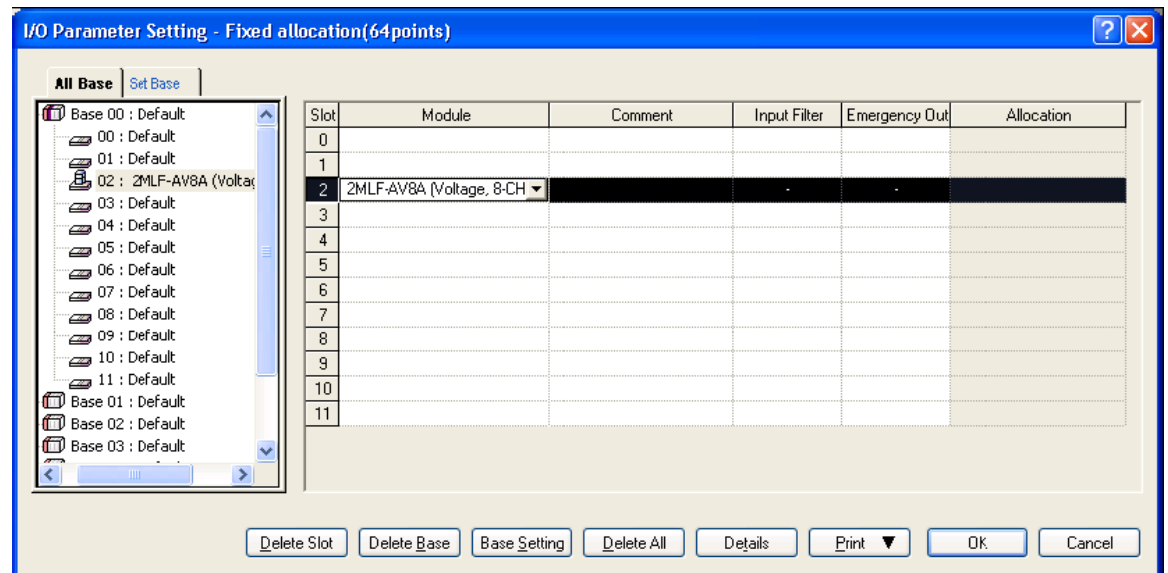 I/O Parameter Setting - Fixed allocation(64points)
All Base Set Base
Base 00 : Default
00 : Default
01 : Default
02 : 2MLF-AV8A (Voltag
03 : Default
04 : Default
05 : Default
06 : Default
07 : Default
08 : Default
09 : Default
10 : Default
11 : Default
Base 01 : Default
Base 02 : Default
Base 03 : Default
Slot Module Comment Input Filter Emergency Out Allocation
0
1
2 2MLF-AV8A (Voltage, 8-CH - -
3
4
5
6
7
8
9
10
11
Delete Slot Delete Base Base Setting Delete All Details Print ▼ OK Cancel